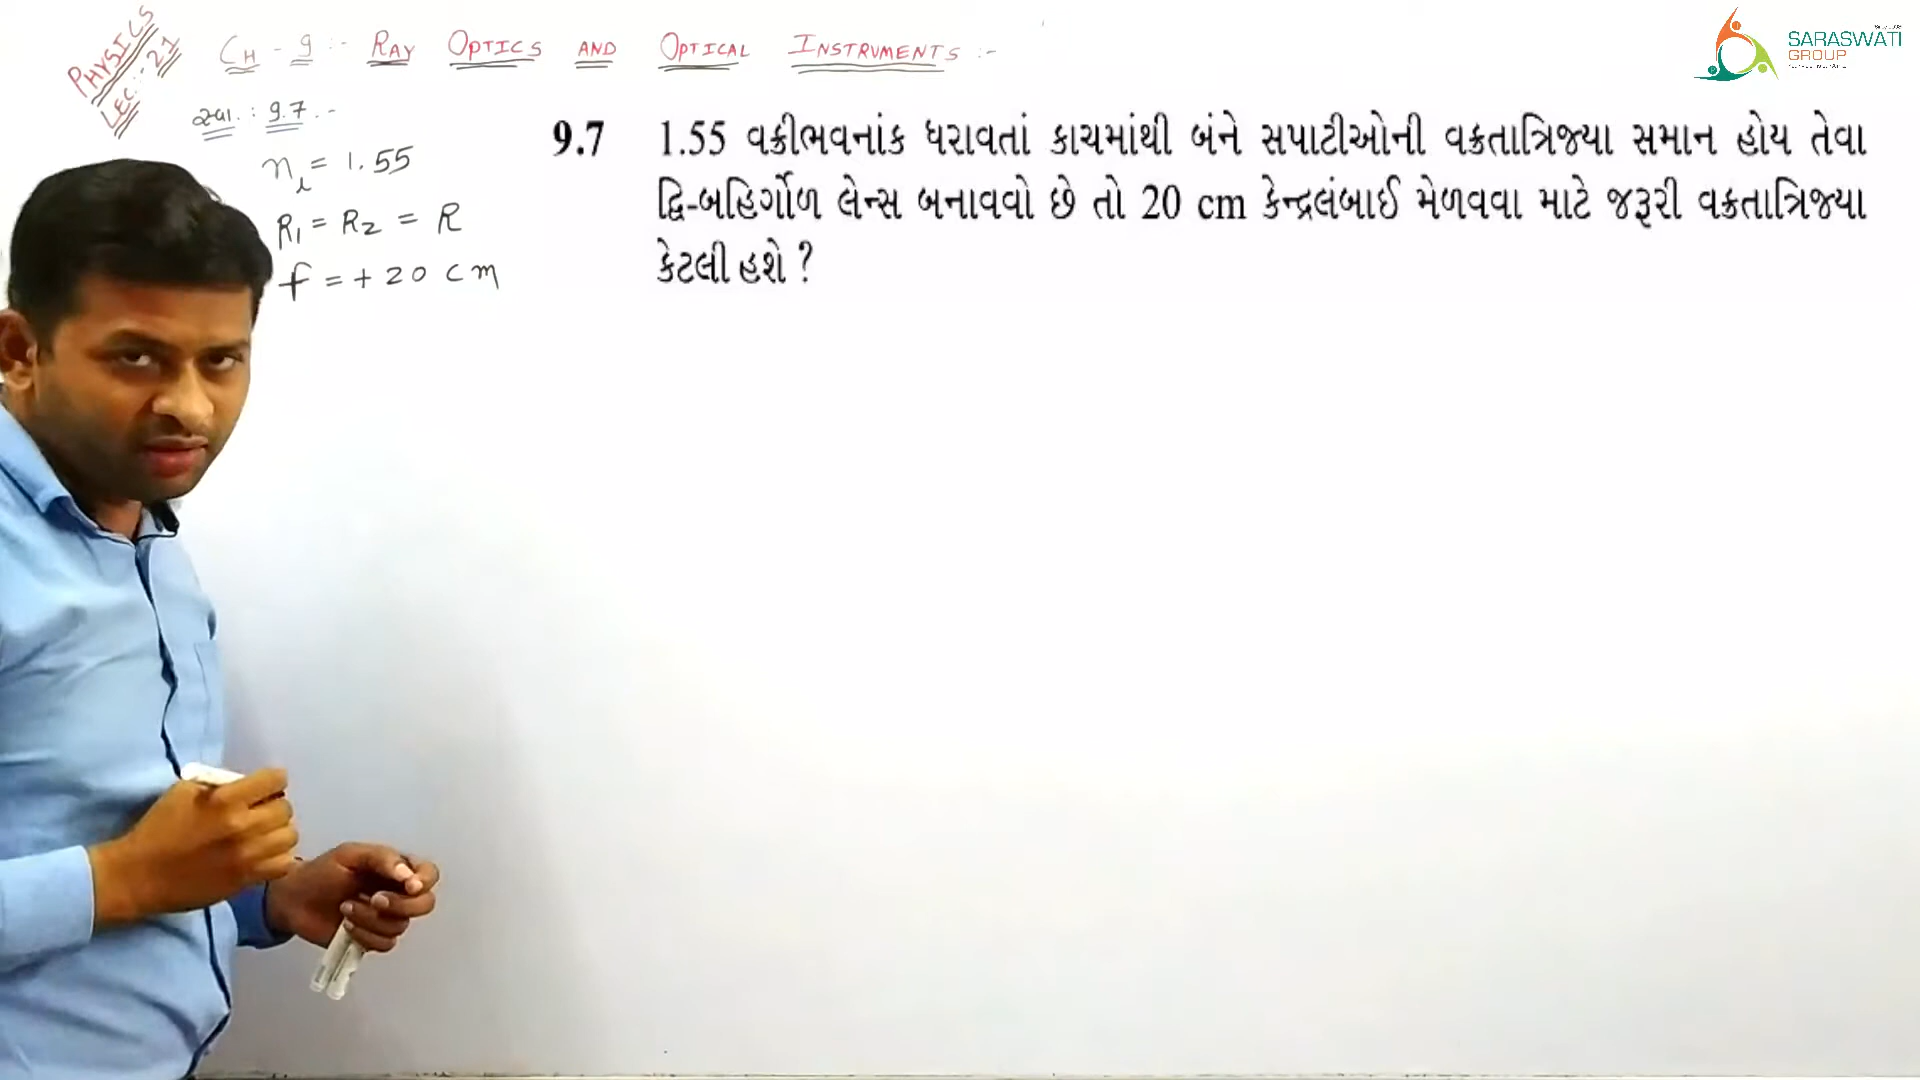 PHYSICS
LEC:- 21
CH - 9 :- RAY OPTICS AND OPTICAL INSTRUMENTS :-
SARASWATI
GROUP
સ્વા. : 9.7 :-
n_l = 1.55
R₁ = R₂ = R
f = + 20 cm
9.7 1.55 વક્રીભવનાંક ધરાવતાં કાચમાંથી બંને સપાટીઓની વક્રતાત્રિજ્યા સમાન હોય તેવા
દ્વિ-બહિર્ગોળ લેન્સ બનાવવો છે તો 20 cm કેન્દ્રલંબાઈ મેળવવા માટે જરૂરી વક્રતાત્રિજ્યા
કેટલી હશે ?